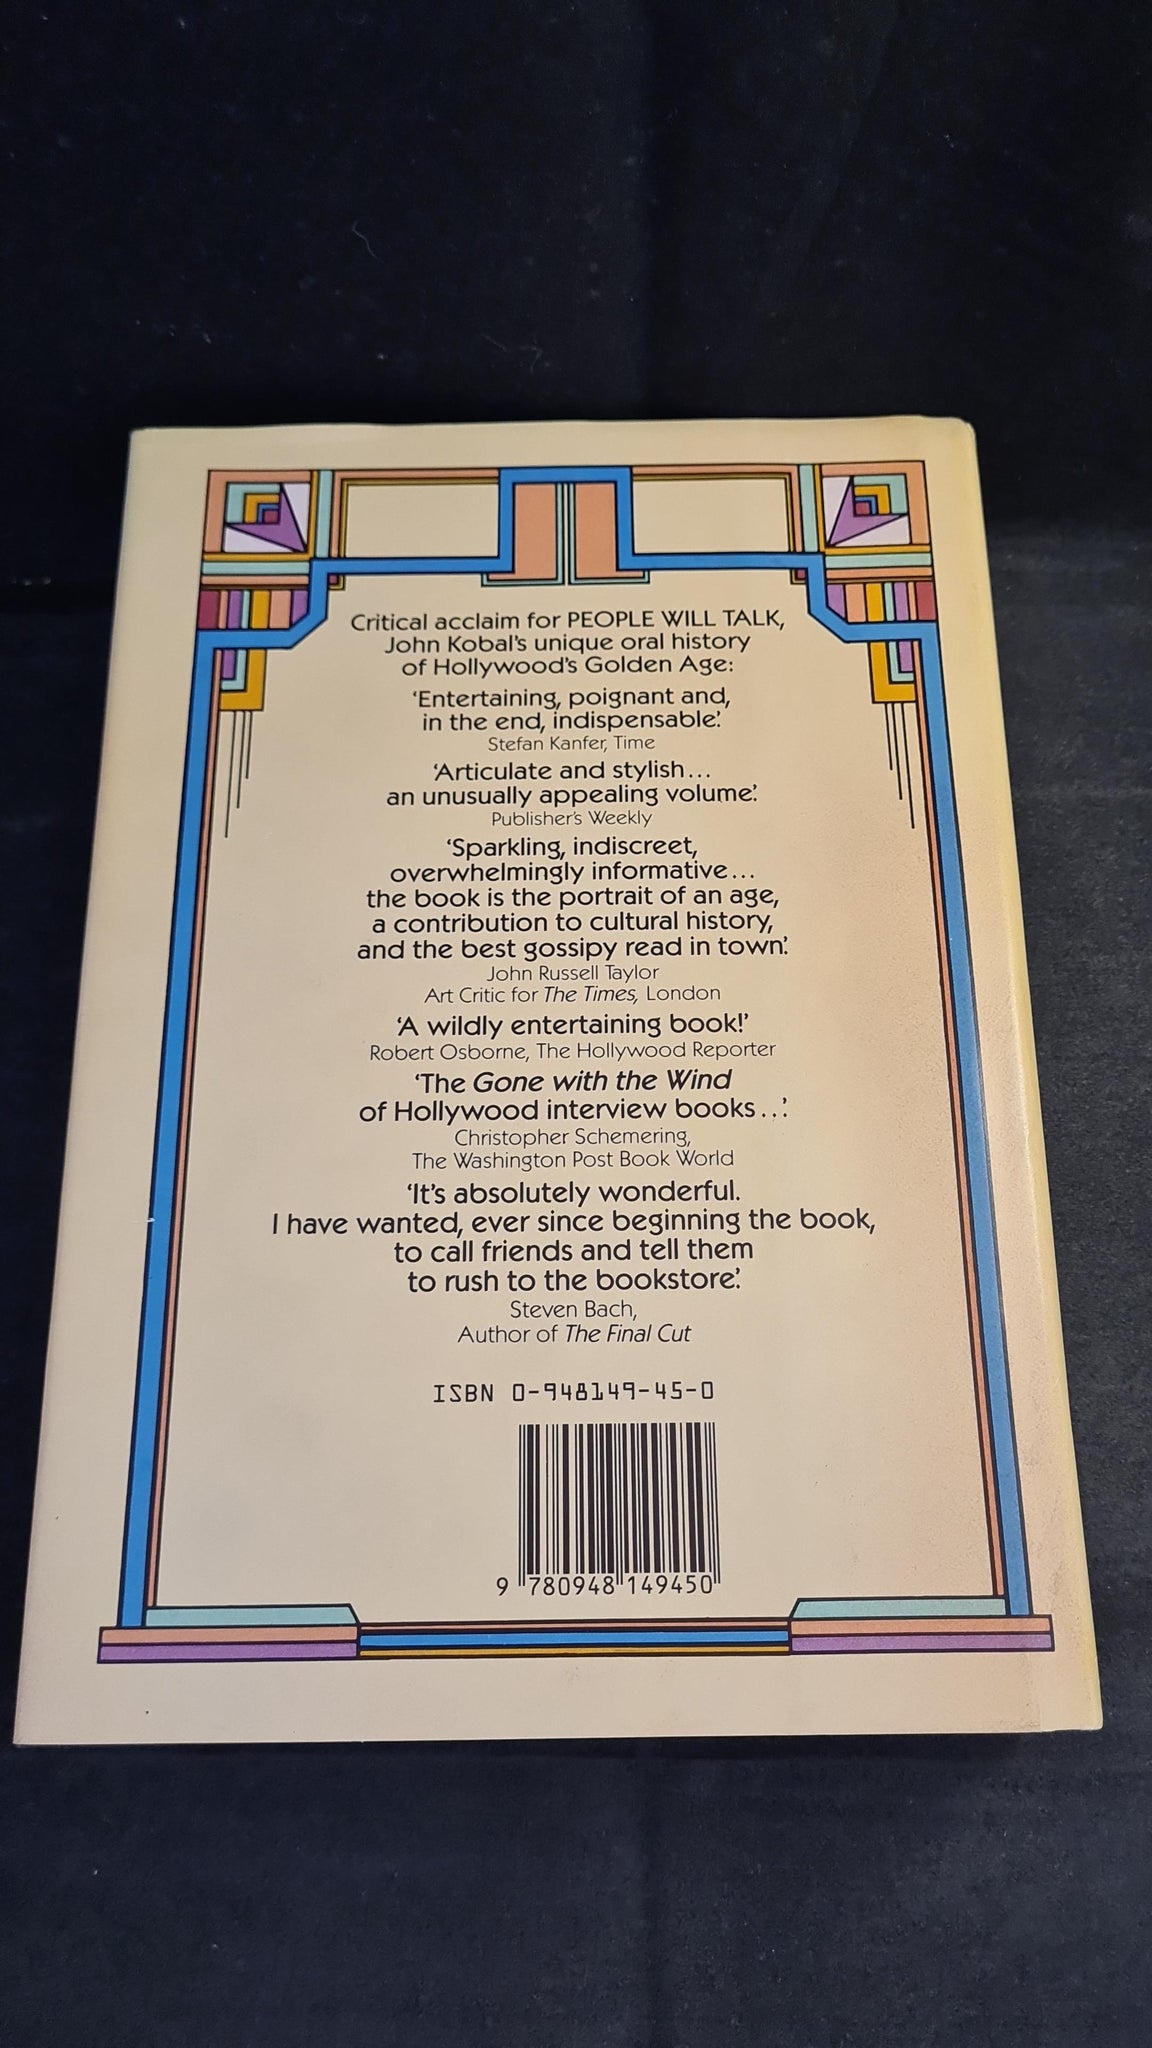 Critical acclaim for PEOPLE WILL TALK,
John Kobal's unique oral history
of Hollywood's Golden Age:
'Entertaining, poignant and,
in the end, indispensable.'
Stefan Kanfer, Time
'Articulate and stylish...
an unusually appealing volume.'
Publisher's Weekly
'Sparkling, indiscreet,
overwhelmingly informative...
the book is the portrait of an age,
a contribution to cultural history,
and the best gossipy read in town.'
John Russell Taylor
Art Critic for The Times, London
'A wildly entertaining book!'
Robert Osborne, The Hollywood Reporter
'The Gone with the Wind
of Hollywood interview books...'
Christopher Schemering,
The Washington Post Book World
'It's absolutely wonderful.
I have wanted, ever since beginning the book,
to call friends and tell them
to rush to the bookstore.'
Steven Bach,
Author of The Final Cut
ISBN 0-948149-45-0
9 780948 149450